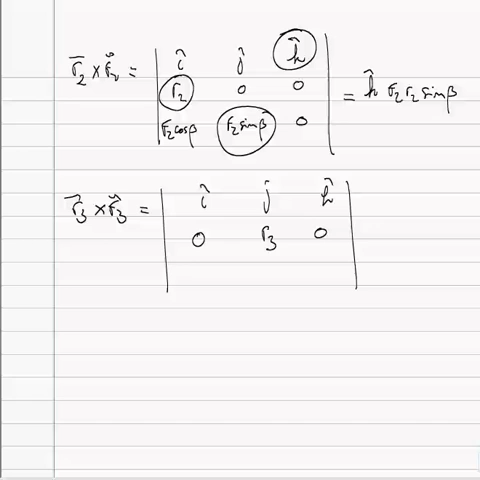 r̄₂ × F̄₂ = | î ĵ k̂ |
| r₂ 0 0 | = k̂ F₂ r₂ sinβ
| F₂cosβ F₂sinβ 0 |
r̄₃ × F̄₃ = | î ĵ k̂ |
| 0 r₃ 0 |